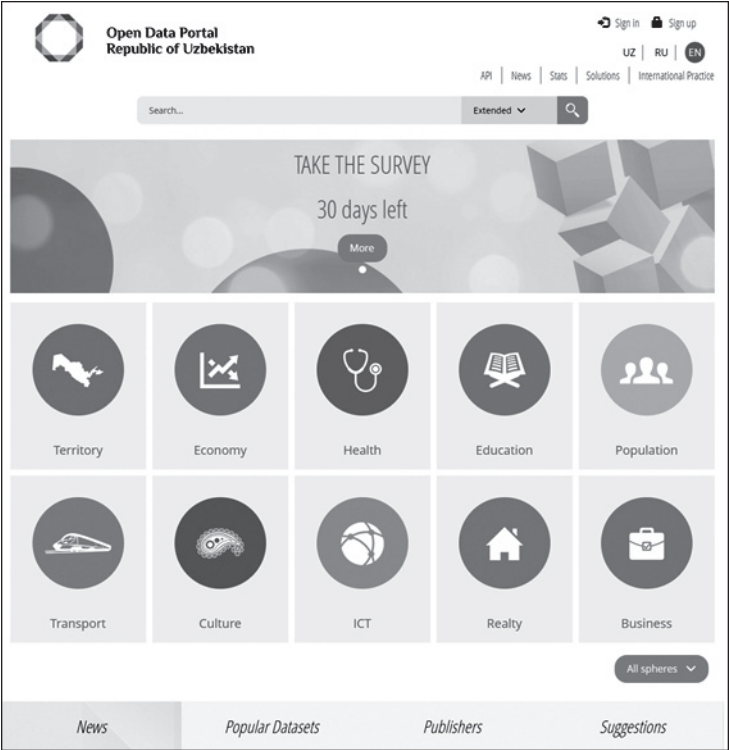 Open Data Portal
Republic of Uzbekistan
Sign in Sign up
UZ | RU | EN
API | News | Stats | Solutions | International Practice
Search... Extended
TAKE THE SURVEY
30 days left
More
Territory Economy Health Education Population
Transport Culture ICT Realty Business
All spheres
News Popular Datasets Publishers Suggestions